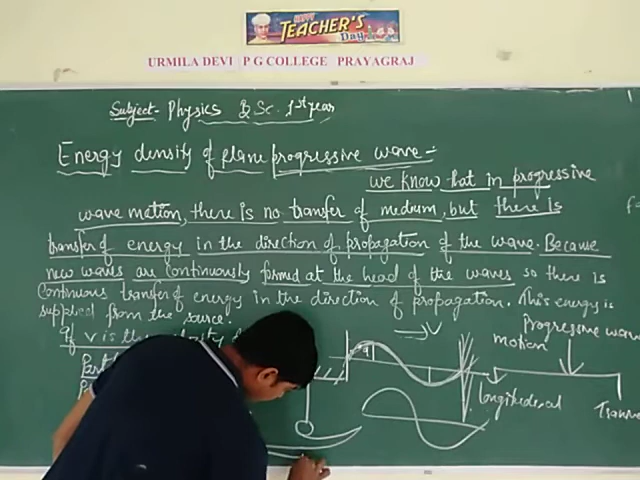 HAPPY
TEACHER'S
Day
URMILA DEVI P G COLLEGE PRAYAGRAJ
Subject- Physics B.Sc. 1st year
Energy density of plane progressive wave :-
we know that in progressive
wave motion, there is no transfer of medium, but there is
transfer of energy in the direction of propagation of the wave. Because
new waves are continuously formed at the head of the waves so there is
continuous transfer of energy in the direction of propagation. This energy is
supplied from the source.
If v is the
Progressive wave
motion
v
a
Longitudenal
f=